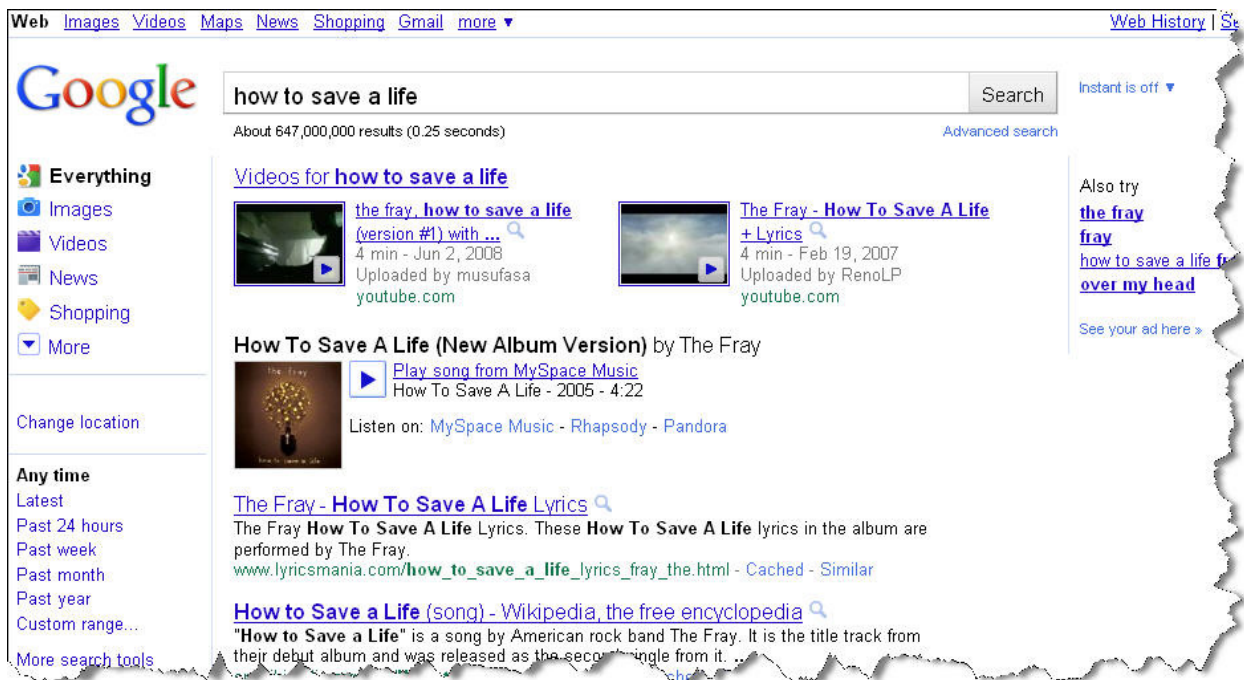 Web Images Videos Maps News Shopping Gmail more ▼
Web History |
Google
how to save a life
Search
Instant is off ▼
About 647,000,000 results (0.25 seconds)
Advanced search
Everything
Images
Videos
News
Shopping
More
Change location
Any time
Latest
Past 24 hours
Past week
Past month
Past year
Custom range...
More search tools
Videos for how to save a life
the fray, how to save a life
(version #1) with ...
4 min - Jun 2, 2008
Uploaded by musufasa
youtube.com
The Fray - How To Save A Life
+ Lyrics
4 min - Feb 19, 2007
Uploaded by RenoLP
youtube.com
How To Save A Life (New Album Version) by The Fray
the fray
how to save a life
Play song from MySpace Music
How To Save A Life - 2005 - 4:22
Listen on: MySpace Music - Rhapsody - Pandora
The Fray - How To Save A Life Lyrics
The Fray How To Save A Life Lyrics. These How To Save A Life lyrics in the album are
performed by The Fray.
www.lyricsmania.com/how_to_save_a_life_lyrics_fray_the.html - Cached - Similar
How to Save a Life (song) - Wikipedia, the free encyclopedia
"How to Save a Life" is a song by American rock band The Fray. It is the title track from
their debut album and was released as the second single from it. ...
Also try
the fray
fray
how to save a life
over my head
See your ad here »